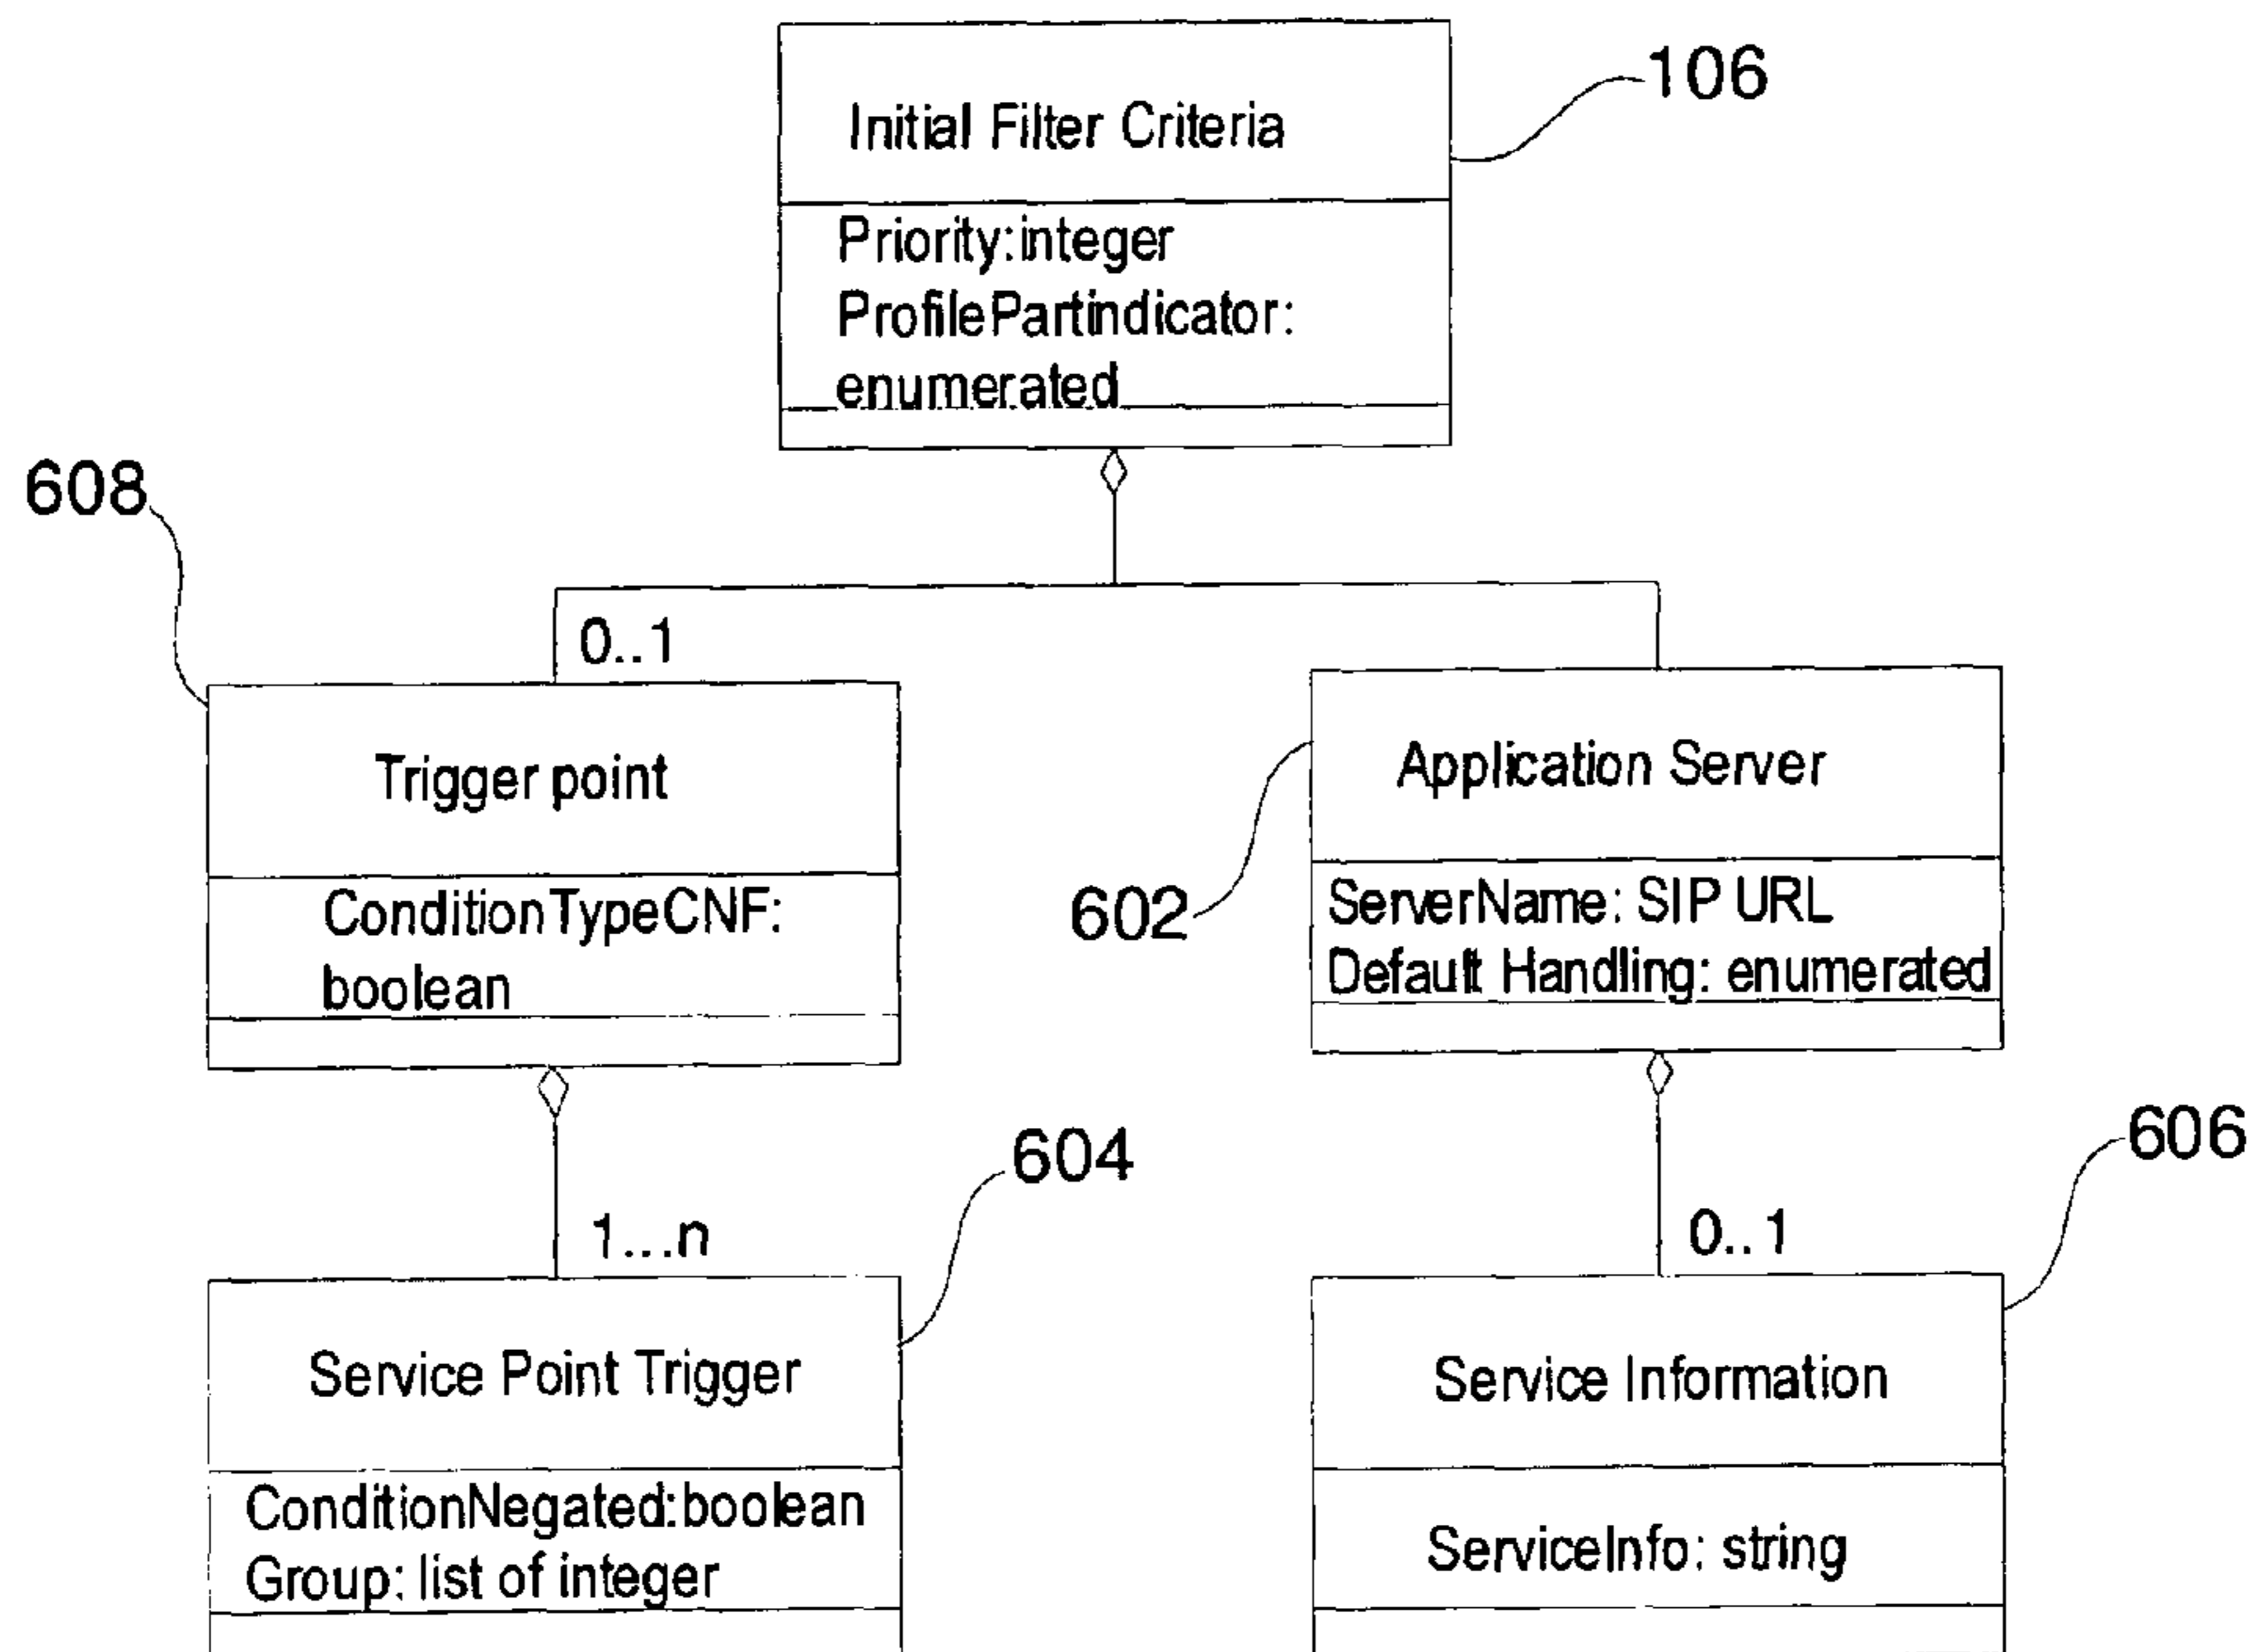 Initial Filter Criteria
106
Priority:integer
ProfilePartindicator:
enumerated
608
0..1
Trigger point
ConditionTypeCNF:
boolean
Application Server
602
ServerName: SIP URL
Default Handling: enumerated
604
606
1...n
0..1
Service Point Trigger
ConditionNegated:boolean
Group: list of integer
Service Information
ServiceInfo: string